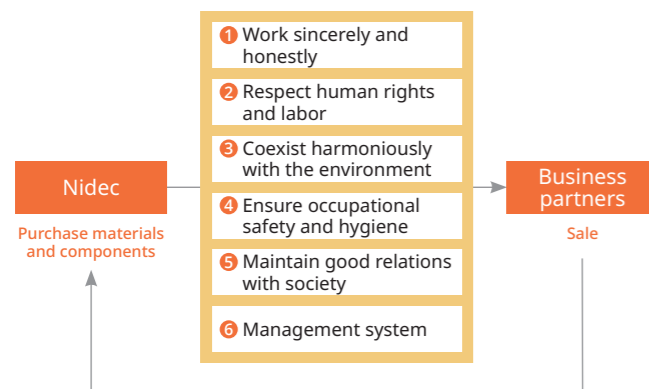 1 Work sincerely and
honestly
2 Respect human rights
and labor
3 Coexist harmoniously
with the environment
Nidec
Business
partners
4 Ensure occupational
safety and hygiene
Purchase materials
and components
Sale
5 Maintain good relations
with society
6 Management system